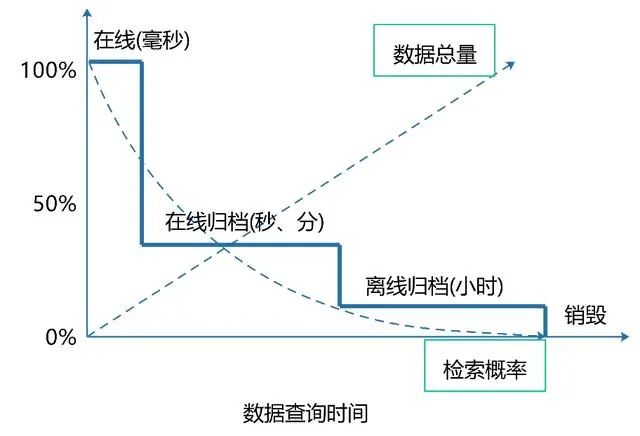 在线(毫秒)
数据总量
100%
50%
在线归档(秒、分)
离线归档(小时)
销毁
0%
检索概率
数据查询时间